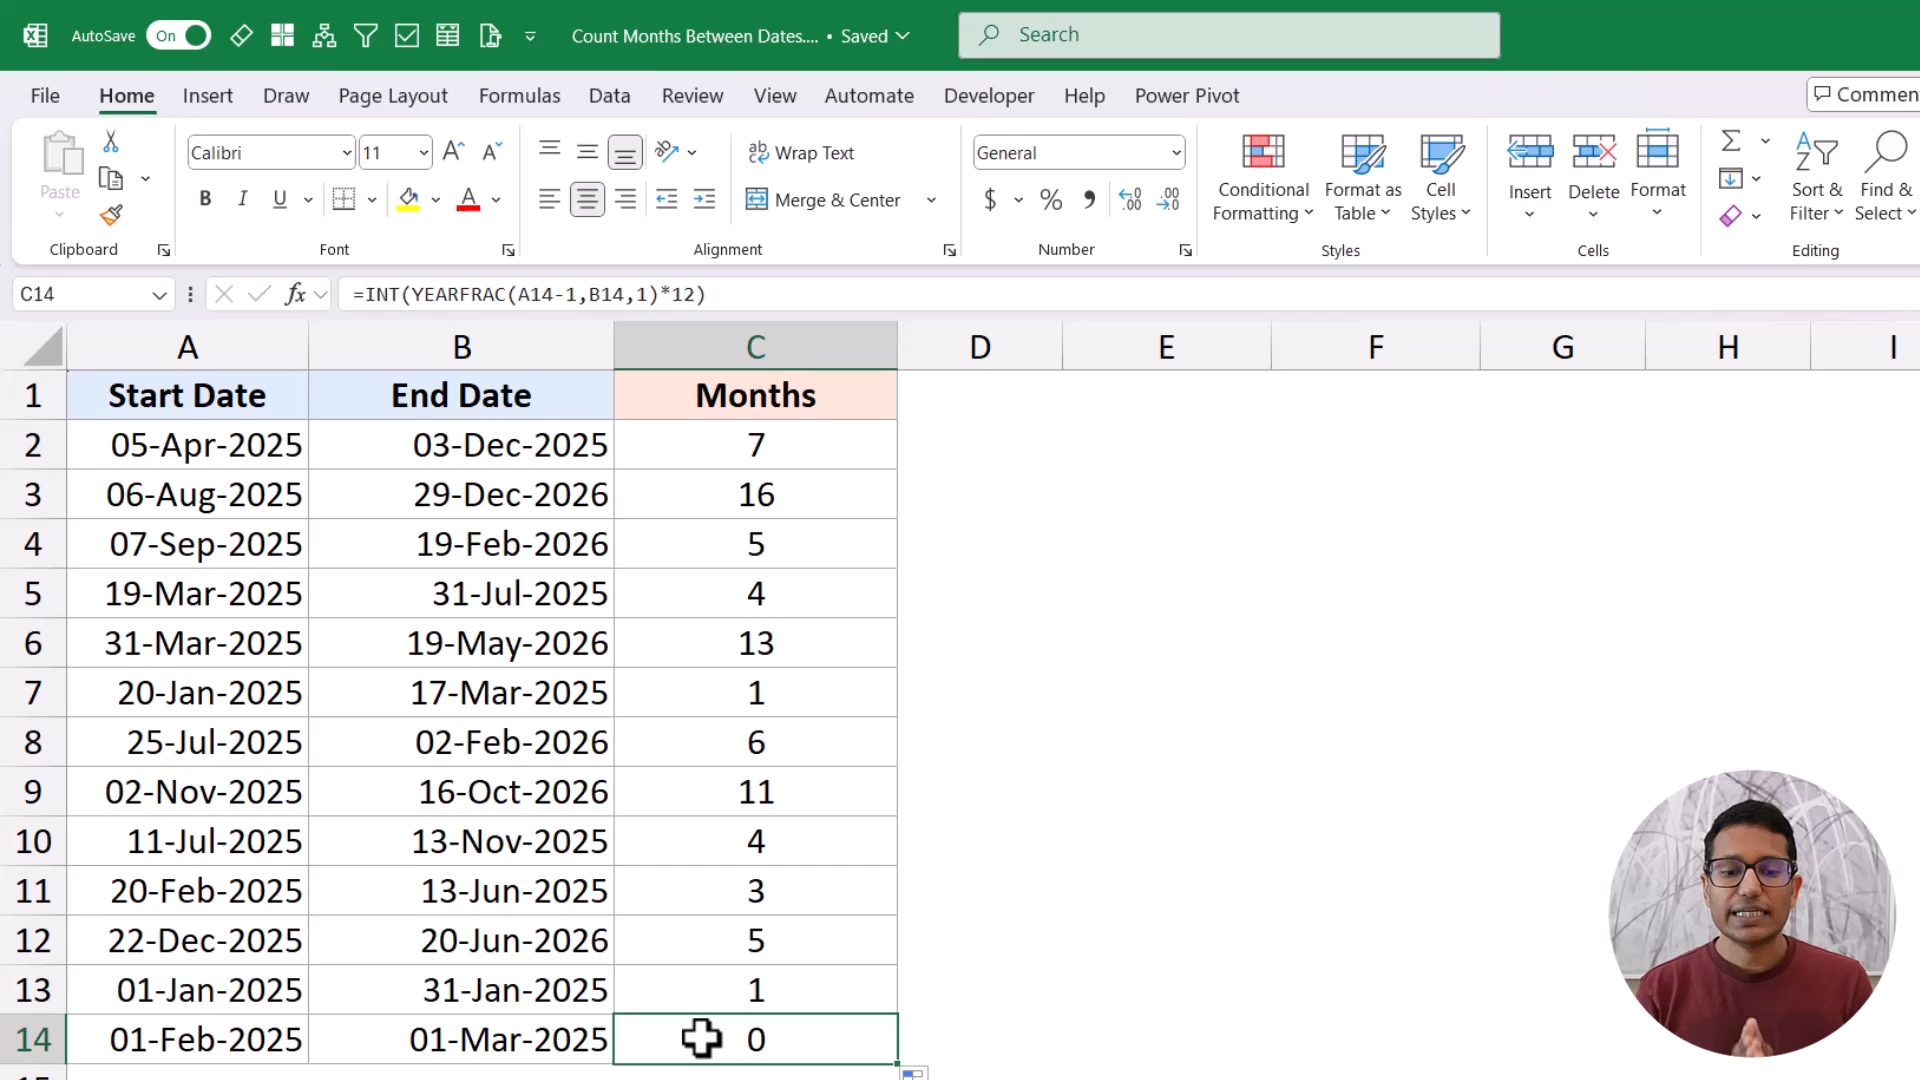 AutoSave On Count Months Between Dates.... • Saved Search
File Home Insert Draw Page Layout Formulas Data Review View Automate Developer Help Power Pivot Commen
Paste
Clipboard
Calibri 11
B I U A
Font
ab Wrap Text
Merge & Center
Alignment
General
$ % 9
Number
Conditional Formatting
Format as Table
Cell Styles
Styles
Insert Delete Format
Cells
Sort & Filter
Find & Select
Editing
C14 fx =INT(YEARFRAC(A14-1,B14,1)*12)
A B C D E F G H I
1 Start Date End Date Months
2 05-Apr-2025 03-Dec-2025 7
3 06-Aug-2025 29-Dec-2026 16
4 07-Sep-2025 19-Feb-2026 5
5 19-Mar-2025 31-Jul-2025 4
6 31-Mar-2025 19-May-2026 13
7 20-Jan-2025 17-Mar-2025 1
8 25-Jul-2025 02-Feb-2026 6
9 02-Nov-2025 16-Oct-2026 11
10 11-Jul-2025 13-Nov-2025 4
11 20-Feb-2025 13-Jun-2025 3
12 22-Dec-2025 20-Jun-2026 5
13 01-Jan-2025 31-Jan-2025 1
14 01-Feb-2025 01-Mar-2025 0